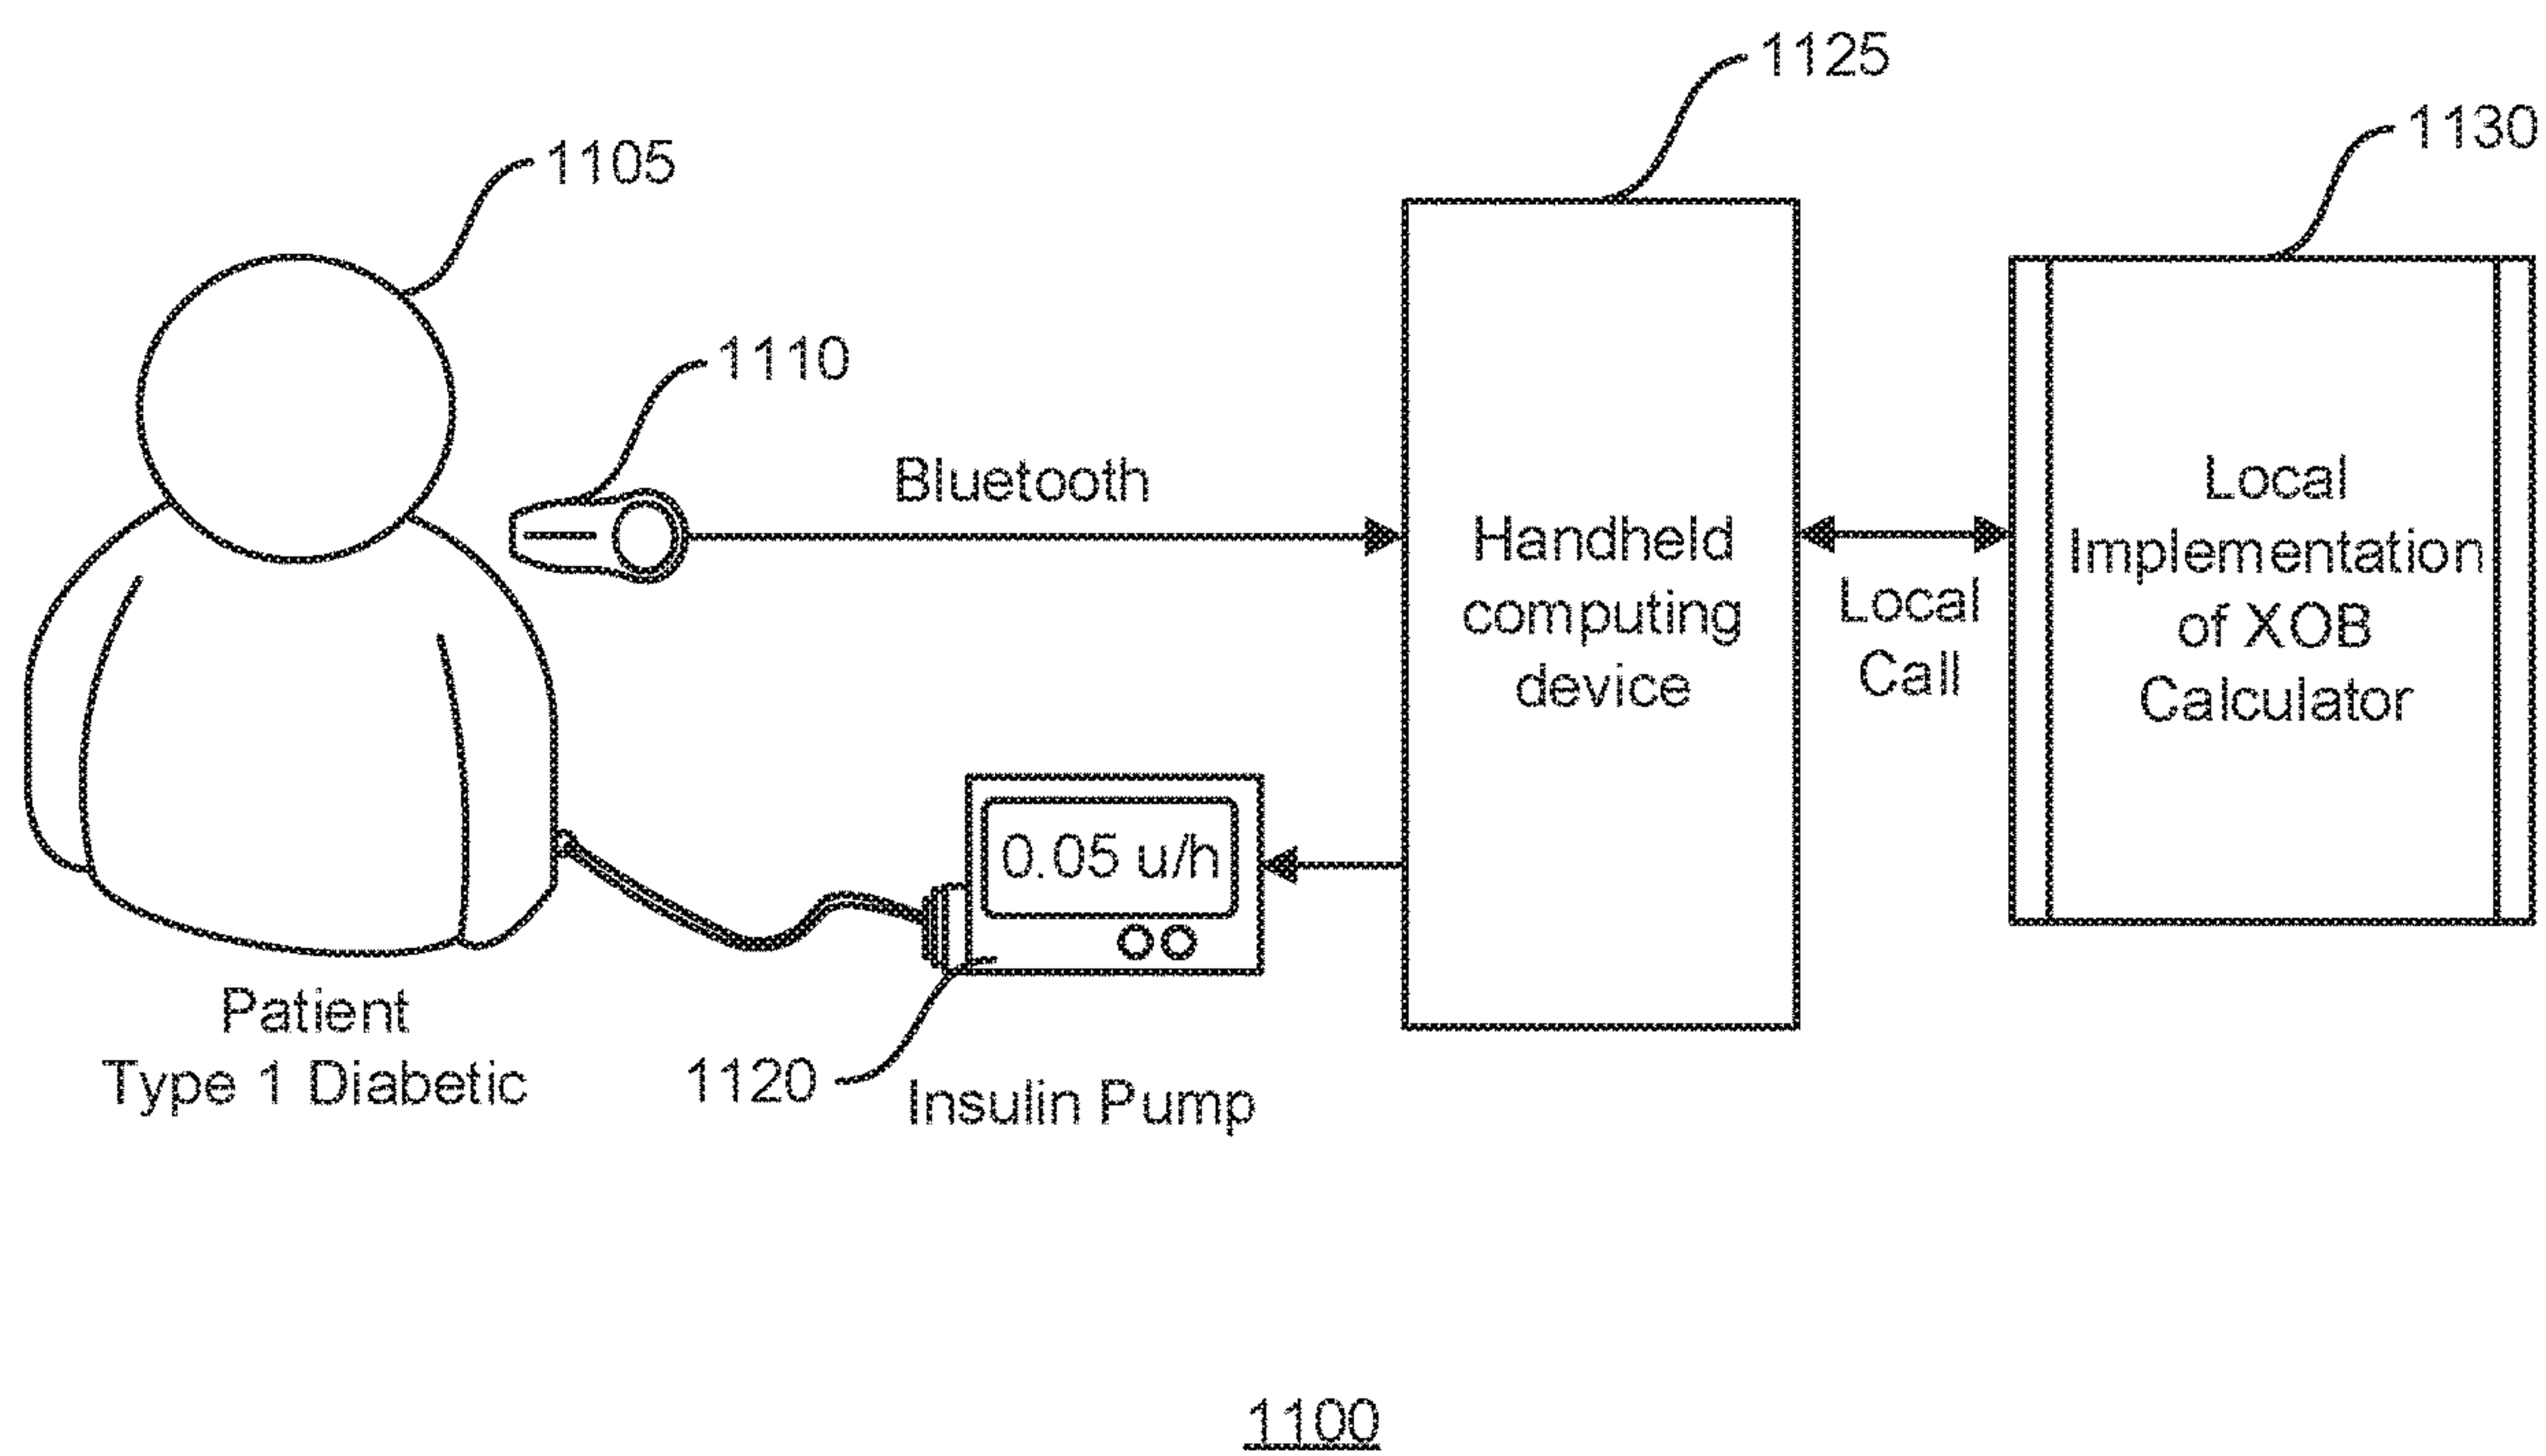 1125
1130
1105
1110
Bluetooth
Handheld
computing
device
Local
Call
Local
Implementation
of XOB
Calculator
0.05 u/h
Patient
Type 1 Diabetic
1120
Insulin Pump
1100